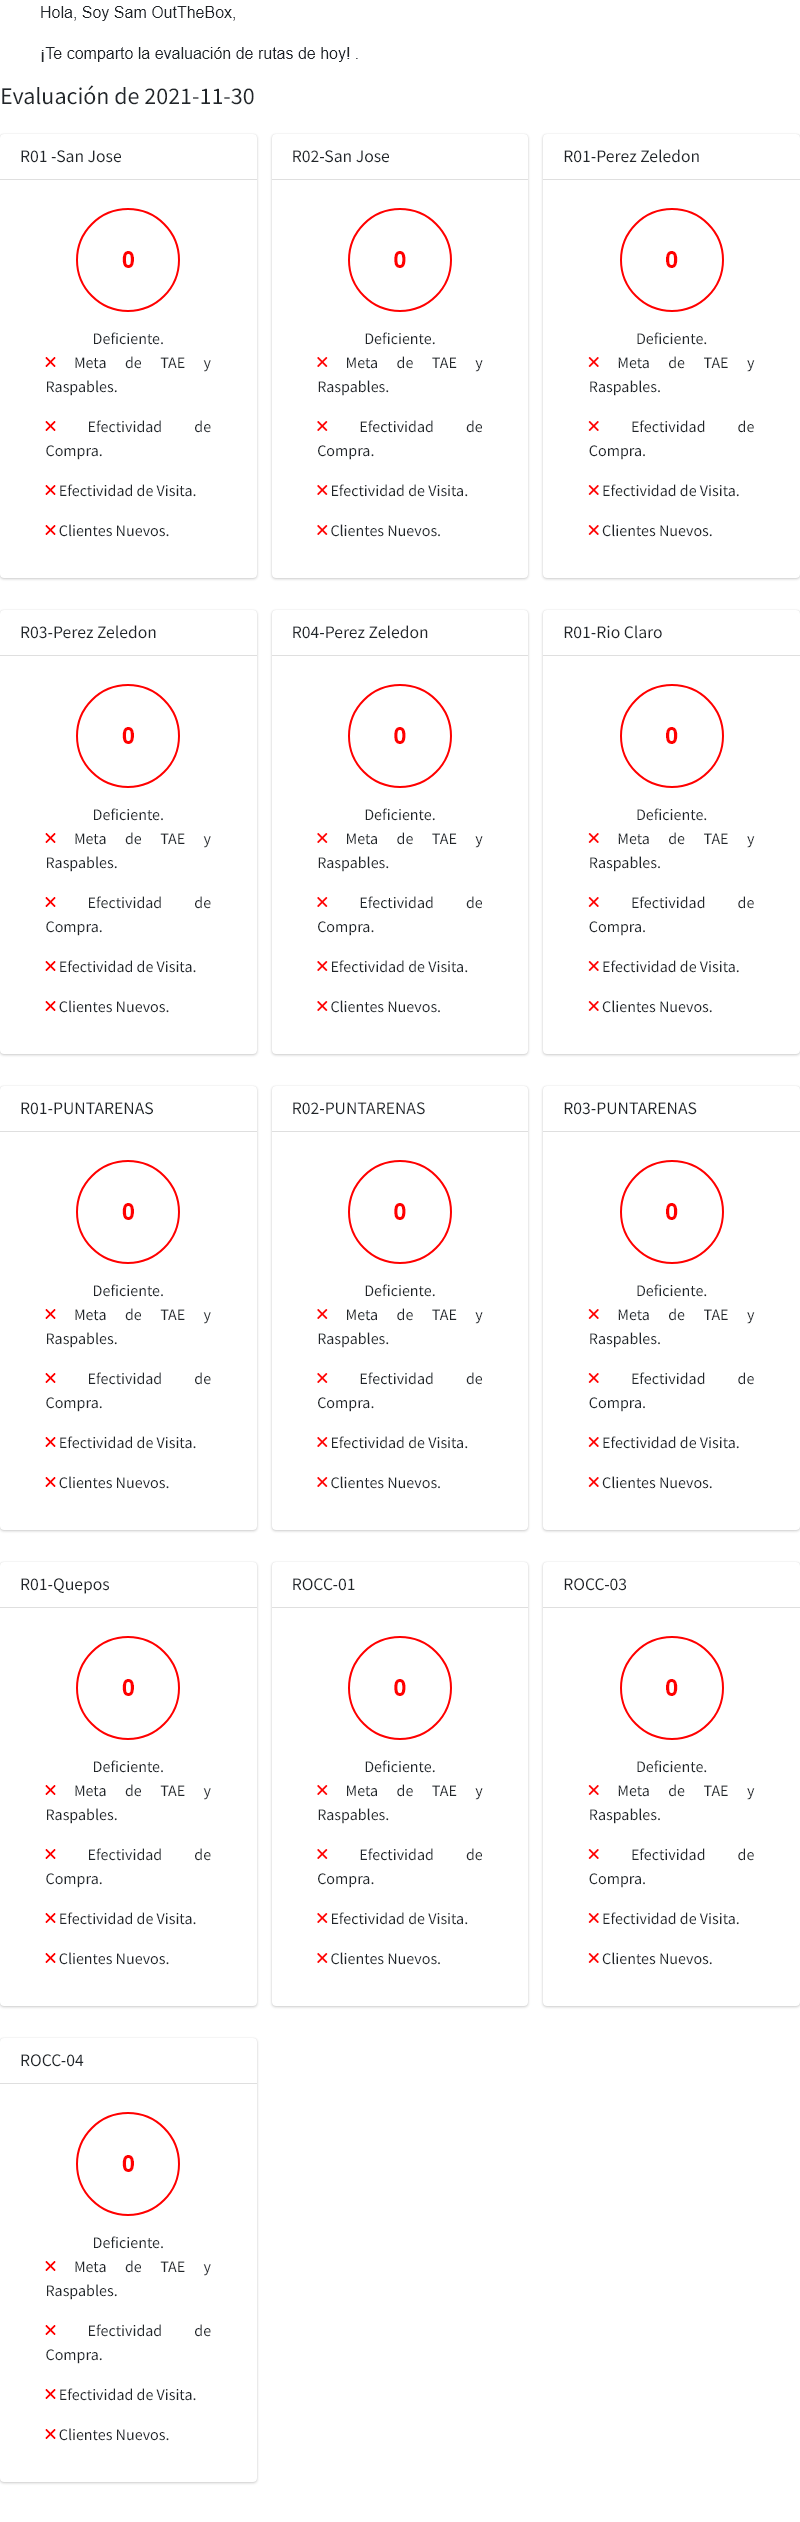 Hola, Soy Sam OutTheBox,
¡Te comparto la evaluación de rutas de hoy! .
Evaluación de 2021-11-30
R01 -San Jose
0
Deficiente.
Meta de TAE y
Raspables.
Efectividad de
Compra.
Efectividad de Visita.
Clientes Nuevos.
R02-San Jose
0
Deficiente.
Meta de TAE y
Raspables.
Efectividad de
Compra.
Efectividad de Visita.
Clientes Nuevos.
R01-Perez Zeledon
0
Deficiente.
Meta de TAE y
Raspables.
Efectividad de
Compra.
Efectividad de Visita.
Clientes Nuevos.
R03-Perez Zeledon
0
Deficiente.
Meta de TAE y
Raspables.
Efectividad de
Compra.
Efectividad de Visita.
Clientes Nuevos.
R04-Perez Zeledon
0
Deficiente.
Meta de TAE y
Raspables.
Efectividad de
Compra.
Efectividad de Visita.
Clientes Nuevos.
R01-Rio Claro
0
Deficiente.
Meta de TAE y
Raspables.
Efectividad de
Compra.
Efectividad de Visita.
Clientes Nuevos.
R01-PUNTARENAS
0
Deficiente.
Meta de TAE y
Raspables.
Efectividad de
Compra.
Efectividad de Visita.
Clientes Nuevos.
R02-PUNTARENAS
0
Deficiente.
Meta de TAE y
Raspables.
Efectividad de
Compra.
Efectividad de Visita.
Clientes Nuevos.
R03-PUNTARENAS
0
Deficiente.
Meta de TAE y
Raspables.
Efectividad de
Compra.
Efectividad de Visita.
Clientes Nuevos.
R01-Quepos
0
Deficiente.
Meta de TAE y
Raspables.
Efectividad de
Compra.
Efectividad de Visita.
Clientes Nuevos.
ROCC-01
0
Deficiente.
Meta de TAE y
Raspables.
Efectividad de
Compra.
Efectividad de Visita.
Clientes Nuevos.
ROCC-03
0
Deficiente.
Meta de TAE y
Raspables.
Efectividad de
Compra.
Efectividad de Visita.
Clientes Nuevos.
ROCC-04
0
Deficiente.
Meta de TAE y
Raspables.
Efectividad de
Compra.
Efectividad de Visita.
Clientes Nuevos.